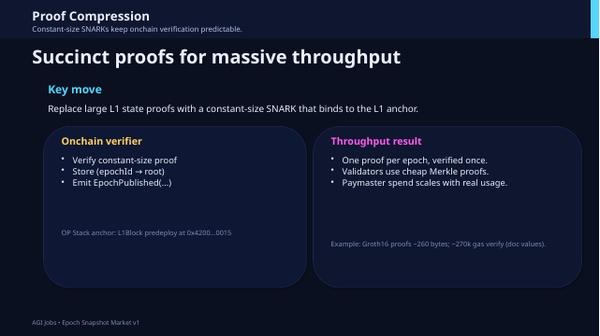 Proof Compression
Constant-size SNARKs keep onchain verification predictable.
Succinct proofs for massive throughput
Key move
Replace large L1 state proofs with a constant-size SNARK that binds to the L1 anchor.
Onchain verifier
• Verify constant-size proof
• Store (epochId → root)
• Emit EpochPublished(...)
OP Stack anchor: L1Block predeploy at 0x4200...0015
Throughput result
• One proof per epoch, verified once.
• Validators use cheap Merkle proofs.
• Paymaster spend scales with real usage.
Example: Groth16 proofs ~260 bytes; ~270k gas verify (doc values).
AGI Jobs • Epoch Snapshot Market v1